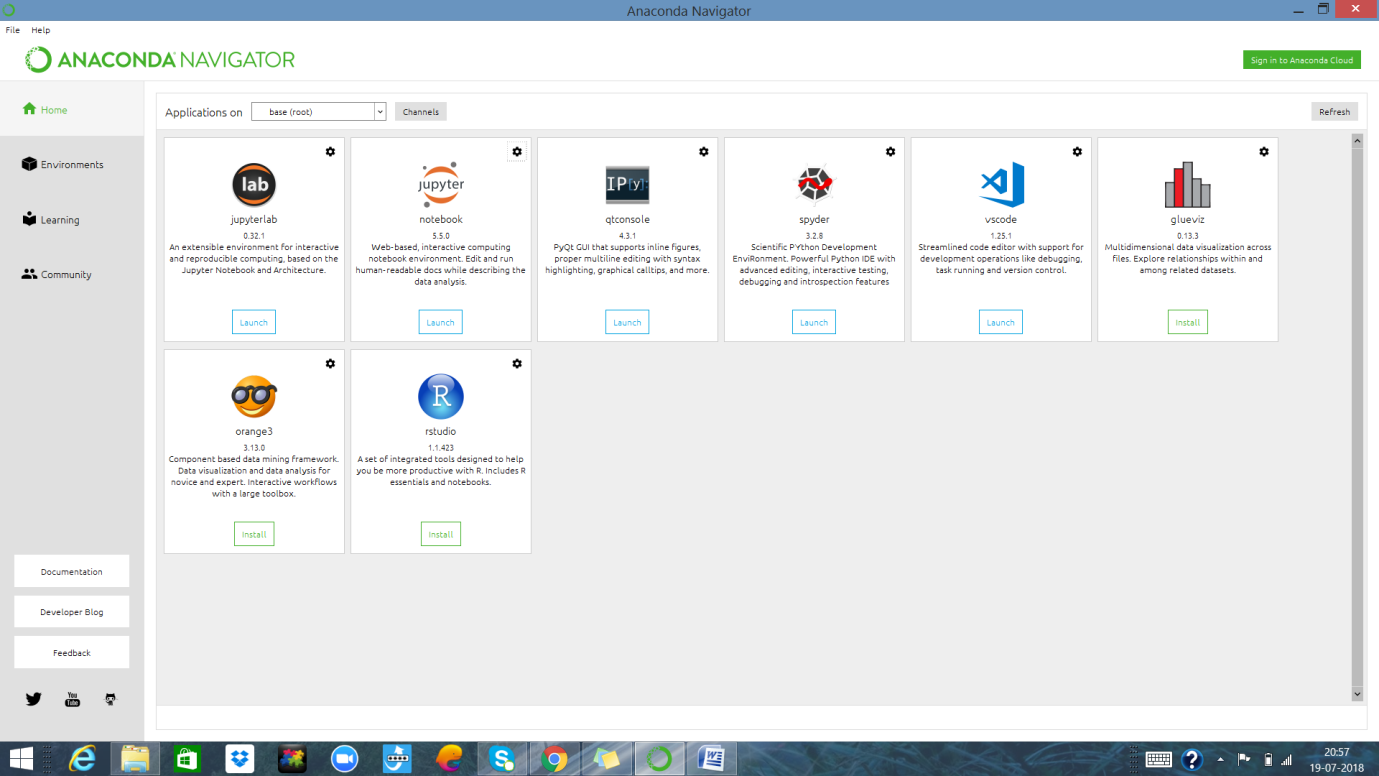 Anaconda Navigator
File Help
ANACONDA NAVIGATOR
Sign in to Anaconda Cloud
Home
Environments
Learning
Community
Documentation
Developer Blog
Feedback
You
Tube
Applications on base (root) Channels Refresh
lab
jupyterlab
0.32.1
An extensible environment for interactive
and reproducible computing, based on the
Jupyter Notebook and Architecture.
Launch
jupyter
notebook
5.5.0
Web-based, interactive computing
notebook environment. Edit and run
human-readable docs while describing the
data analysis.
Launch
IP[y]:
qtconsole
4.3.1
PyQt GUI that supports inline figures,
proper multiline editing with syntax
highlighting, graphical calltips, and more.
Launch
spyder
3.2.8
Scientific PYthon Development
EnviRonment. Powerful Python IDE with
advanced editing, interactive testing,
debugging and introspection features
Launch
vscode
1.25.1
Streamlined code editor with support for
development operations like debugging,
task running and version control.
Launch
glueviz
0.13.3
Multidimensional data visualization across
files. Explore relationships within and
among related datasets.
Install
orange3
3.13.0
Component based data mining framework.
Data visualization and data analysis for
novice and expert. Interactive workflows
with a large toolbox.
Install
R
rstudio
1.1.423
A set of integrated tools designed to help
you be more productive with R. Includes R
essentials and notebooks.
Install
20:57
19-07-2018